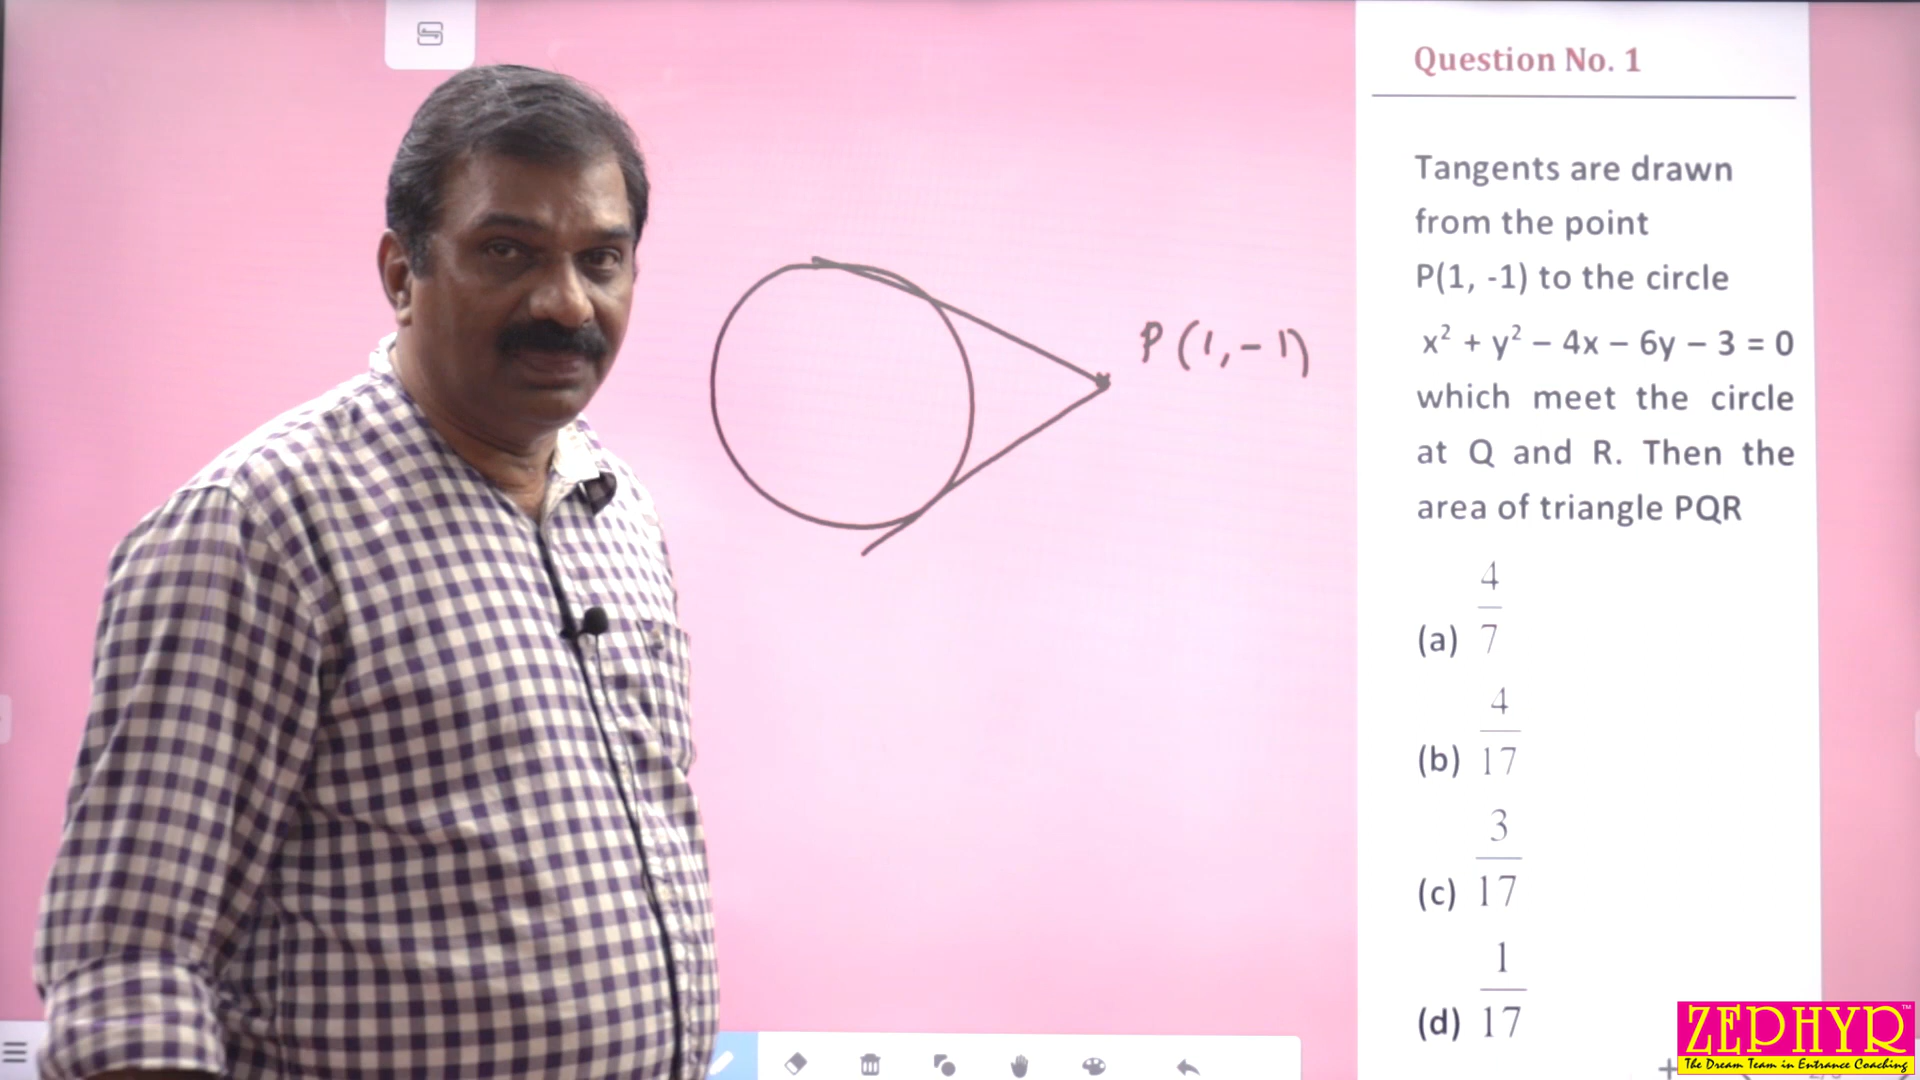 Question No. 1
Tangents are drawn
from the point
P(1, -1) to the circle
x² + y² – 4x – 6y – 3 = 0
which meet the circle
at Q and R. Then the
area of triangle PQR
(a) 4/7
(b) 4/17
(c) 3/17
(d) 1/17
P(1, -1)
ZEPHYR™
The Dream Team in Entrance Coaching